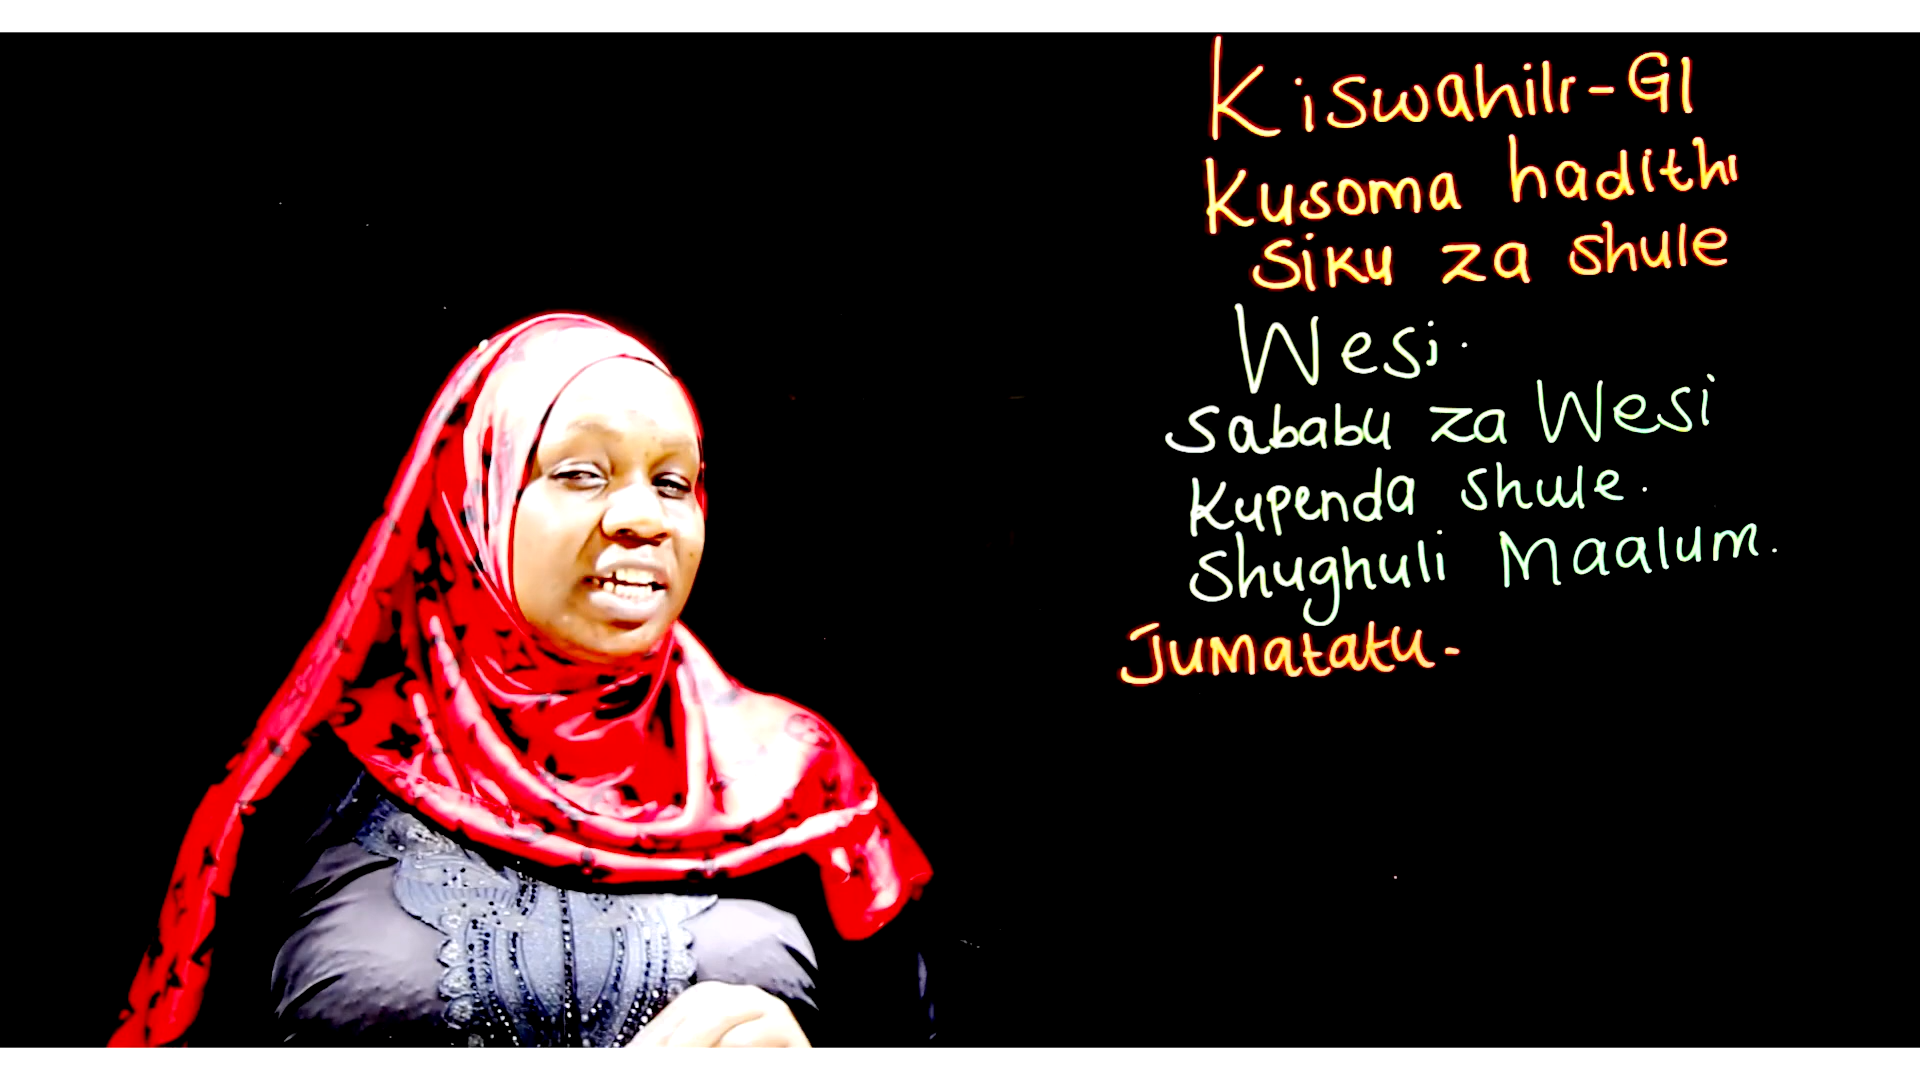 Kiswahili-G1
Kusoma hadithi
Siku za shule
Wesi.
Sababu za Wesi
Kupenda shule.
Shughuli Maalum.
Jumatatu-